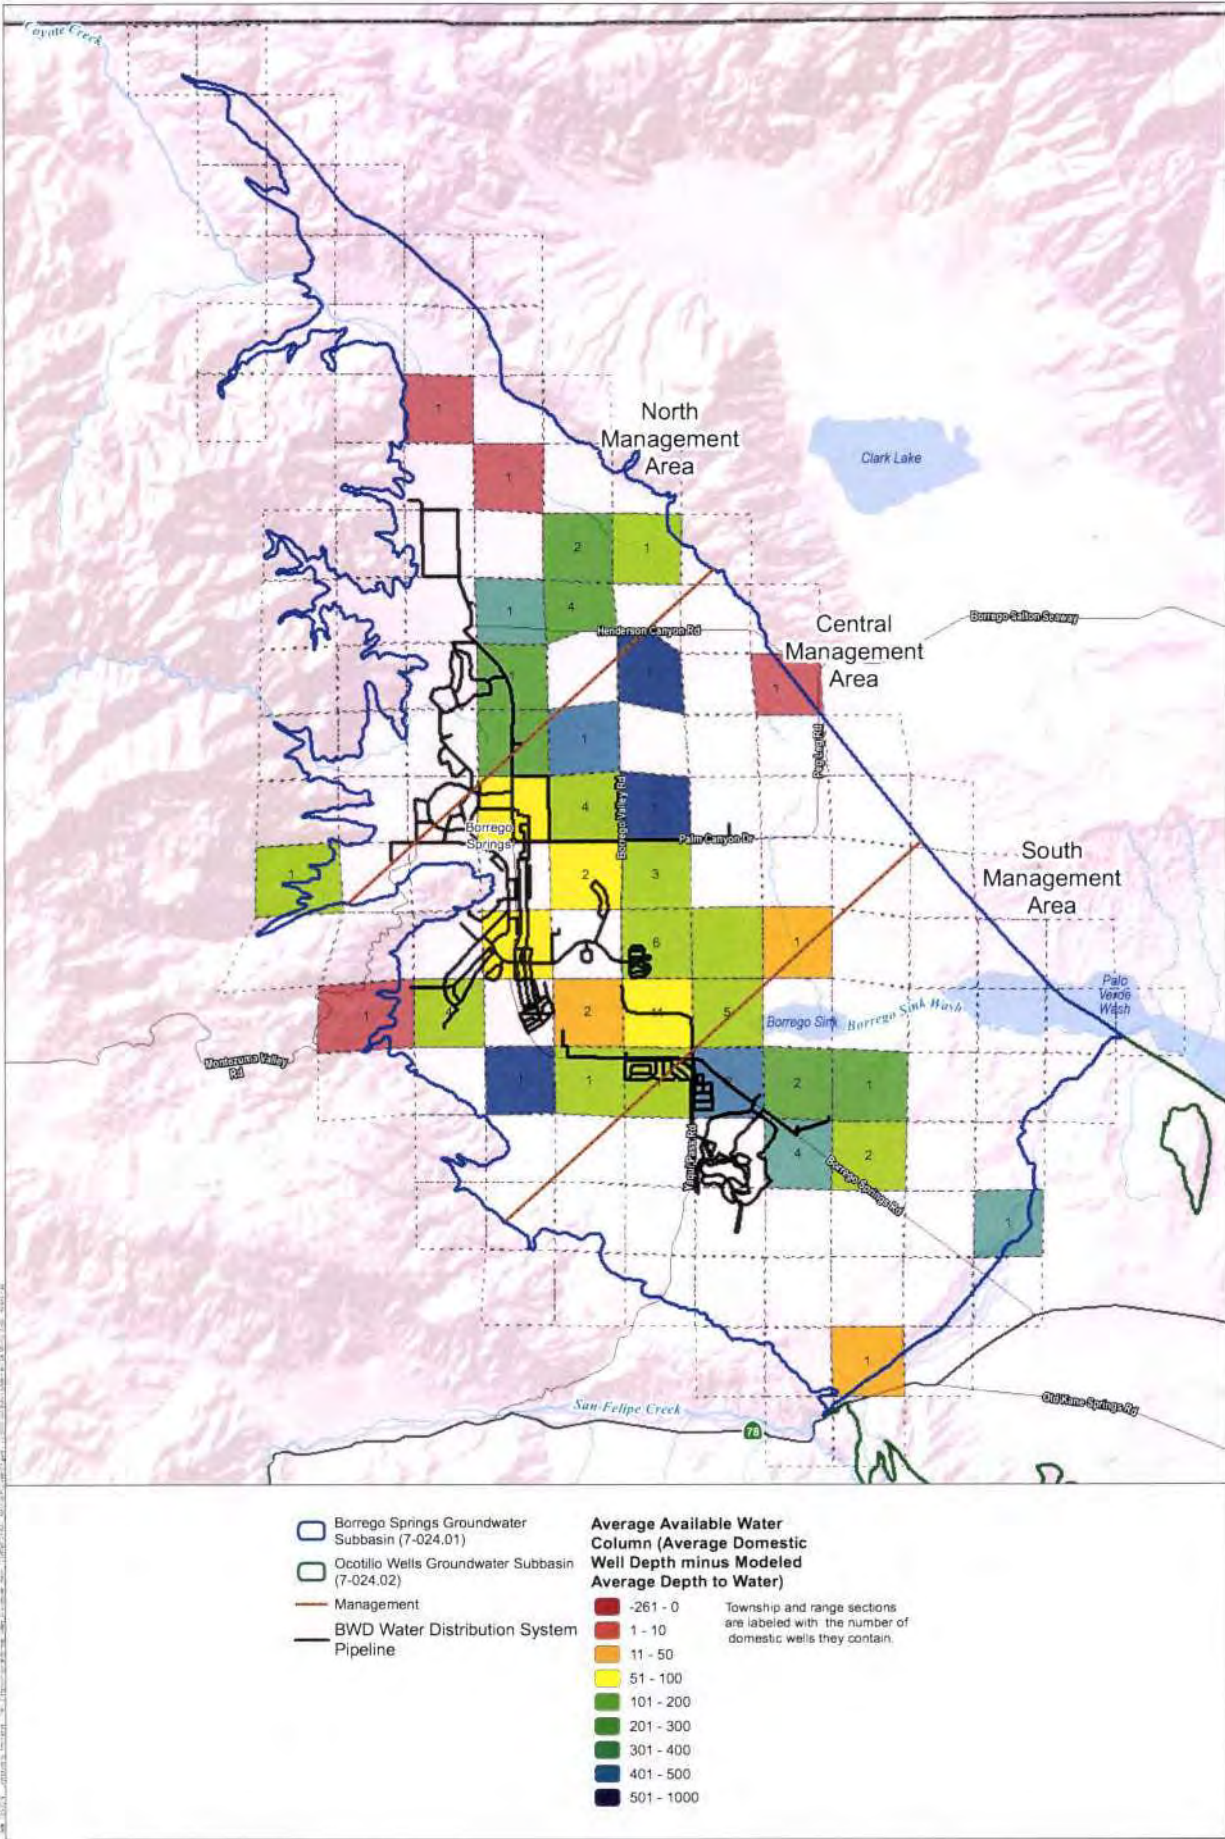 Coyote Creek
1
North
Management
Area
Clark Lake
1
2
1
1
4
Henderson Canyon Rd
Borrego Salton Seaway
Central
Management
Area
1
1
Peg Leg Rd
1
4
Borrego Valley Rd
1
Palm Canyon Dr
Borrego
Springs
South
Management
Area
1
2
3
6
1
Palo
Verde
Wash
1
2
5
Borrego Sink
Borrego Sink Wash
Montezuma Valley
Rd
1
1
2
1
4
2
Yaqui Pass Rd
Borrego Springs Rd
1
1
Old Kane Springs Rd
San Felipe Creek
78
Borrego Springs Groundwater
Subbasin (7-024.01)
Ocotillo Wells Groundwater Subbasin
(7-024.02)
Management
BWD Water Distribution System
Pipeline
Average Available Water
Column (Average Domestic
Well Depth minus Modeled
Average Depth to Water)
-261 - 0
1 - 10
11 - 50
51 - 100
101 - 200
201 - 300
301 - 400
401 - 500
501 - 1000
Township and range sections
are labeled with the number of
domestic wells they contain.